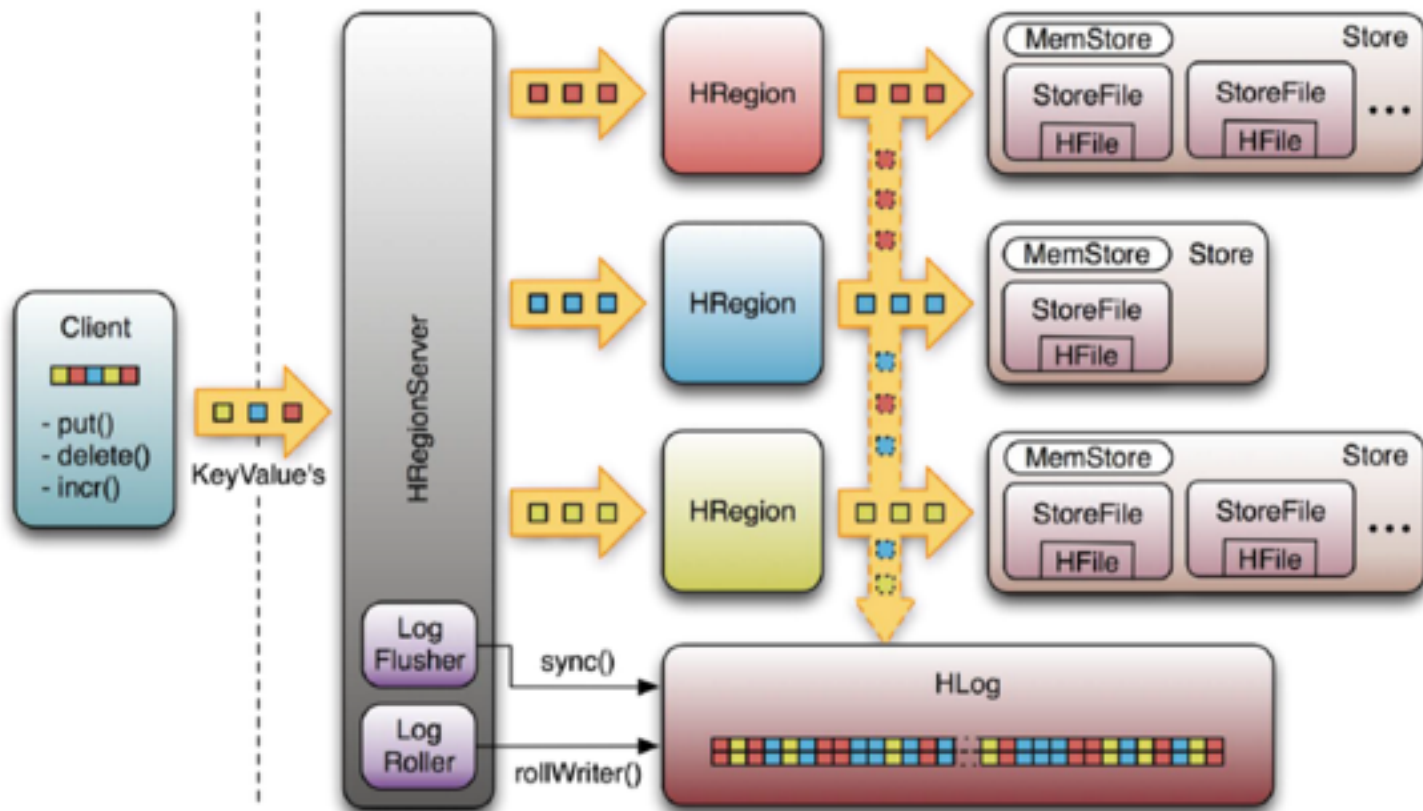 Client
- put()
- delete()
- incr()
KeyValue's
HRegionServer
Log
Flusher
Log
Roller
sync()
rollWriter()
HRegion
MemStore
Store
StoreFile
HFile
StoreFile
HFile
...
HRegion
MemStore
Store
StoreFile
HFile
HRegion
MemStore
Store
StoreFile
HFile
StoreFile
HFile
...
HLog